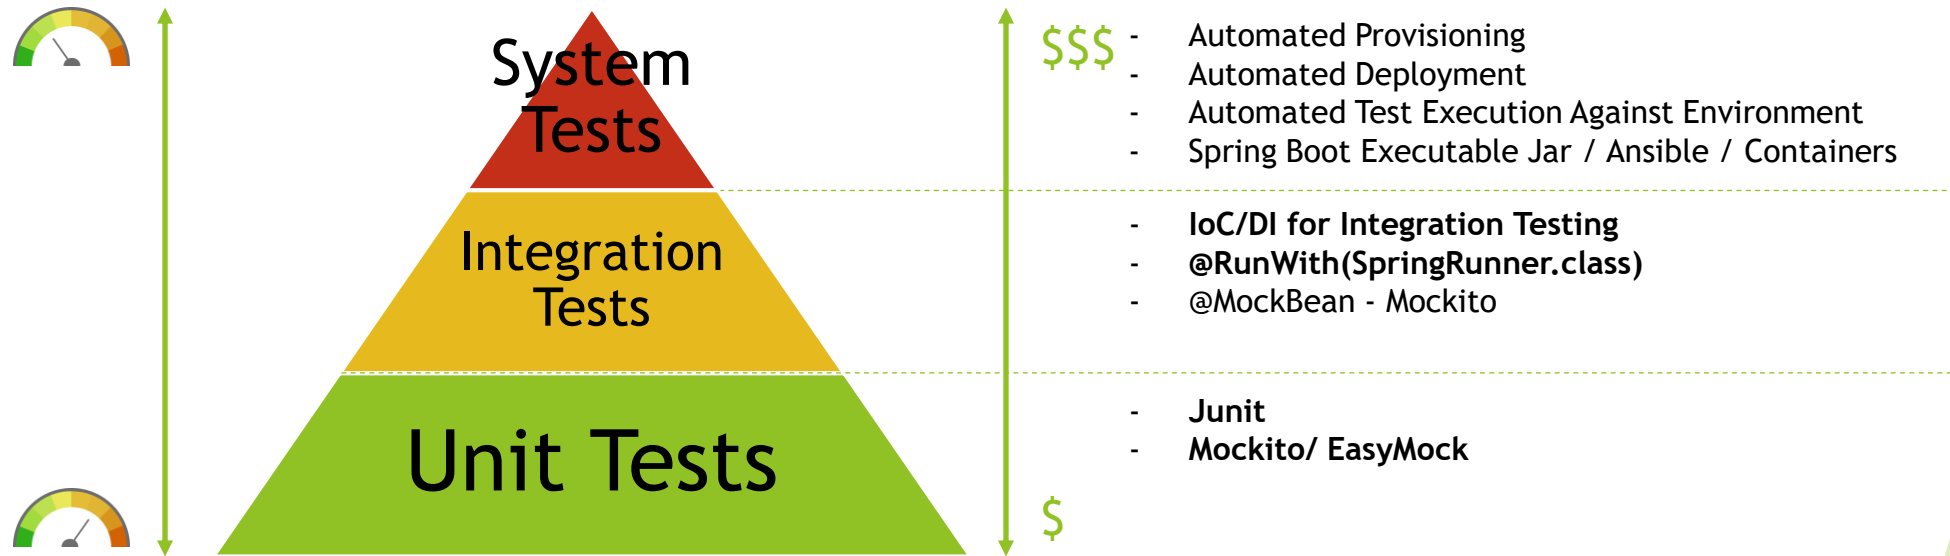 System
Tests
Integration
Tests
Unit Tests
$$$
- Automated Provisioning
- Automated Deployment
- Automated Test Execution Against Environment
- Spring Boot Executable Jar / Ansible / Containers
- IoC/DI for Integration Testing
- @RunWith(SpringRunner.class)
- @MockBean - Mockito
- Junit
- Mockito/ EasyMock
$